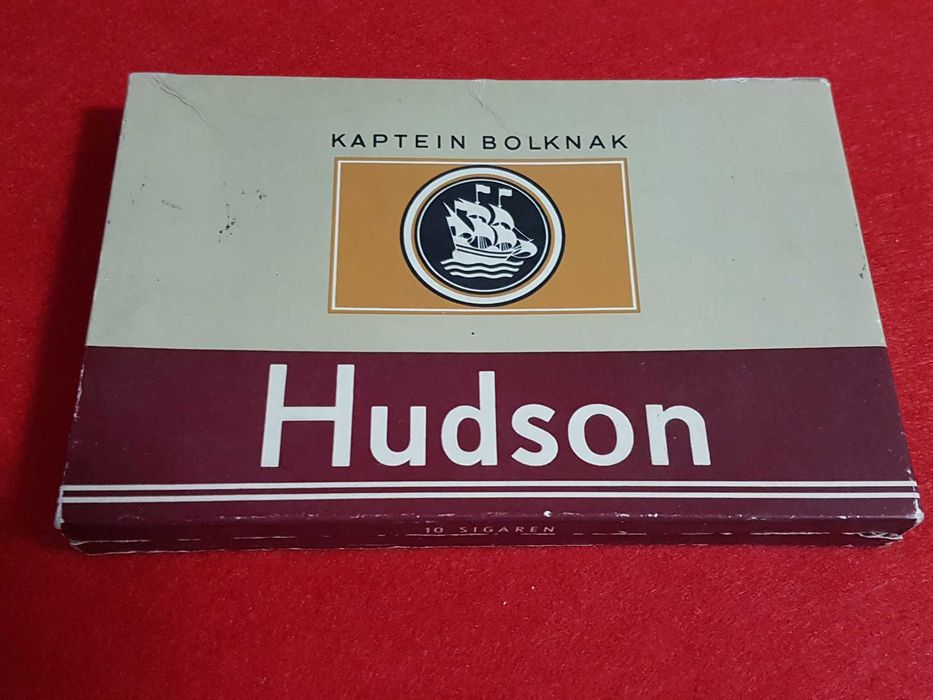 KAPTEIN BOLKNAK
Hudson
10 SIGAREN